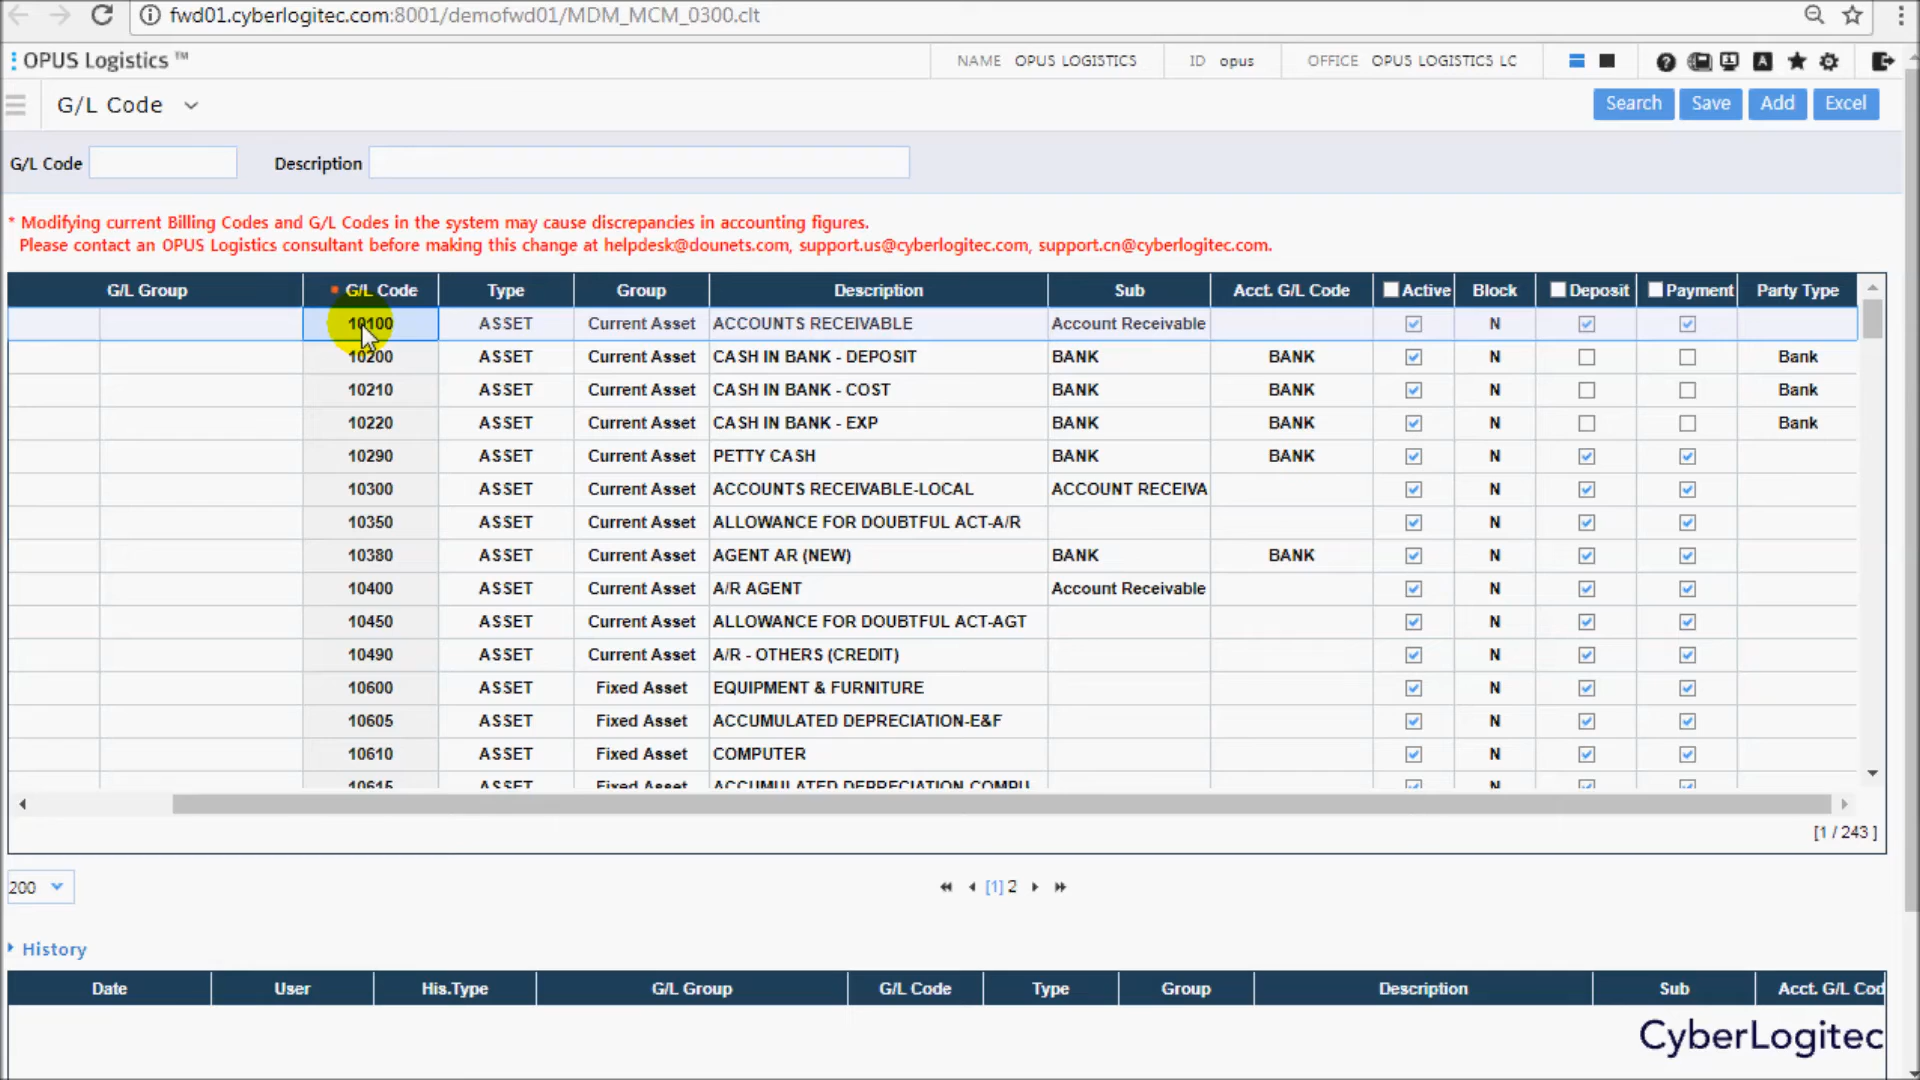 fwd01.cyberlogitec.com:8001/demofwd01/MDM_MCM_0300.clt
OPUS Logistics ™ NAME OPUS LOGISTICS ID opus OFFICE OPUS LOGISTICS LC
G/L Code Search Save Add Excel
G/L Code Description
* Modifying current Billing Codes and G/L Codes in the system may cause discrepancies in accounting figures.
Please contact an OPUS Logistics consultant before making this change at helpdesk@dounets.com, support.us@cyberlogitec.com, support.cn@cyberlogitec.com.
G/L Group G/L Code Type Group Description Sub Acct. G/L Code Active Block Deposit Payment Party Type
10100 ASSET Current Asset ACCOUNTS RECEIVABLE Account Receivable N
10200 ASSET Current Asset CASH IN BANK - DEPOSIT BANK BANK N Bank
10210 ASSET Current Asset CASH IN BANK - COST BANK BANK N Bank
10220 ASSET Current Asset CASH IN BANK - EXP BANK BANK N Bank
10290 ASSET Current Asset PETTY CASH BANK BANK N
10300 ASSET Current Asset ACCOUNTS RECEIVABLE-LOCAL ACCOUNT RECEIVA N
10350 ASSET Current Asset ALLOWANCE FOR DOUBTFUL ACT-A/R N
10380 ASSET Current Asset AGENT AR (NEW) BANK BANK N
10400 ASSET Current Asset A/R AGENT Account Receivable N
10450 ASSET Current Asset ALLOWANCE FOR DOUBTFUL ACT-AGT N
10490 ASSET Current Asset A/R - OTHERS (CREDIT) N
10600 ASSET Fixed Asset EQUIPMENT & FURNITURE N
10605 ASSET Fixed Asset ACCUMULATED DEPRECIATION-E&F N
10610 ASSET Fixed Asset COMPUTER N
10615 ASSET Fixed Asset ACCUMULATED DEPRECIATION COMPU N
[1 / 243 ]
200 [1] 2
History
Date User His.Type G/L Group G/L Code Type Group Description Sub Acct. G/L Cod
CyberLogitec